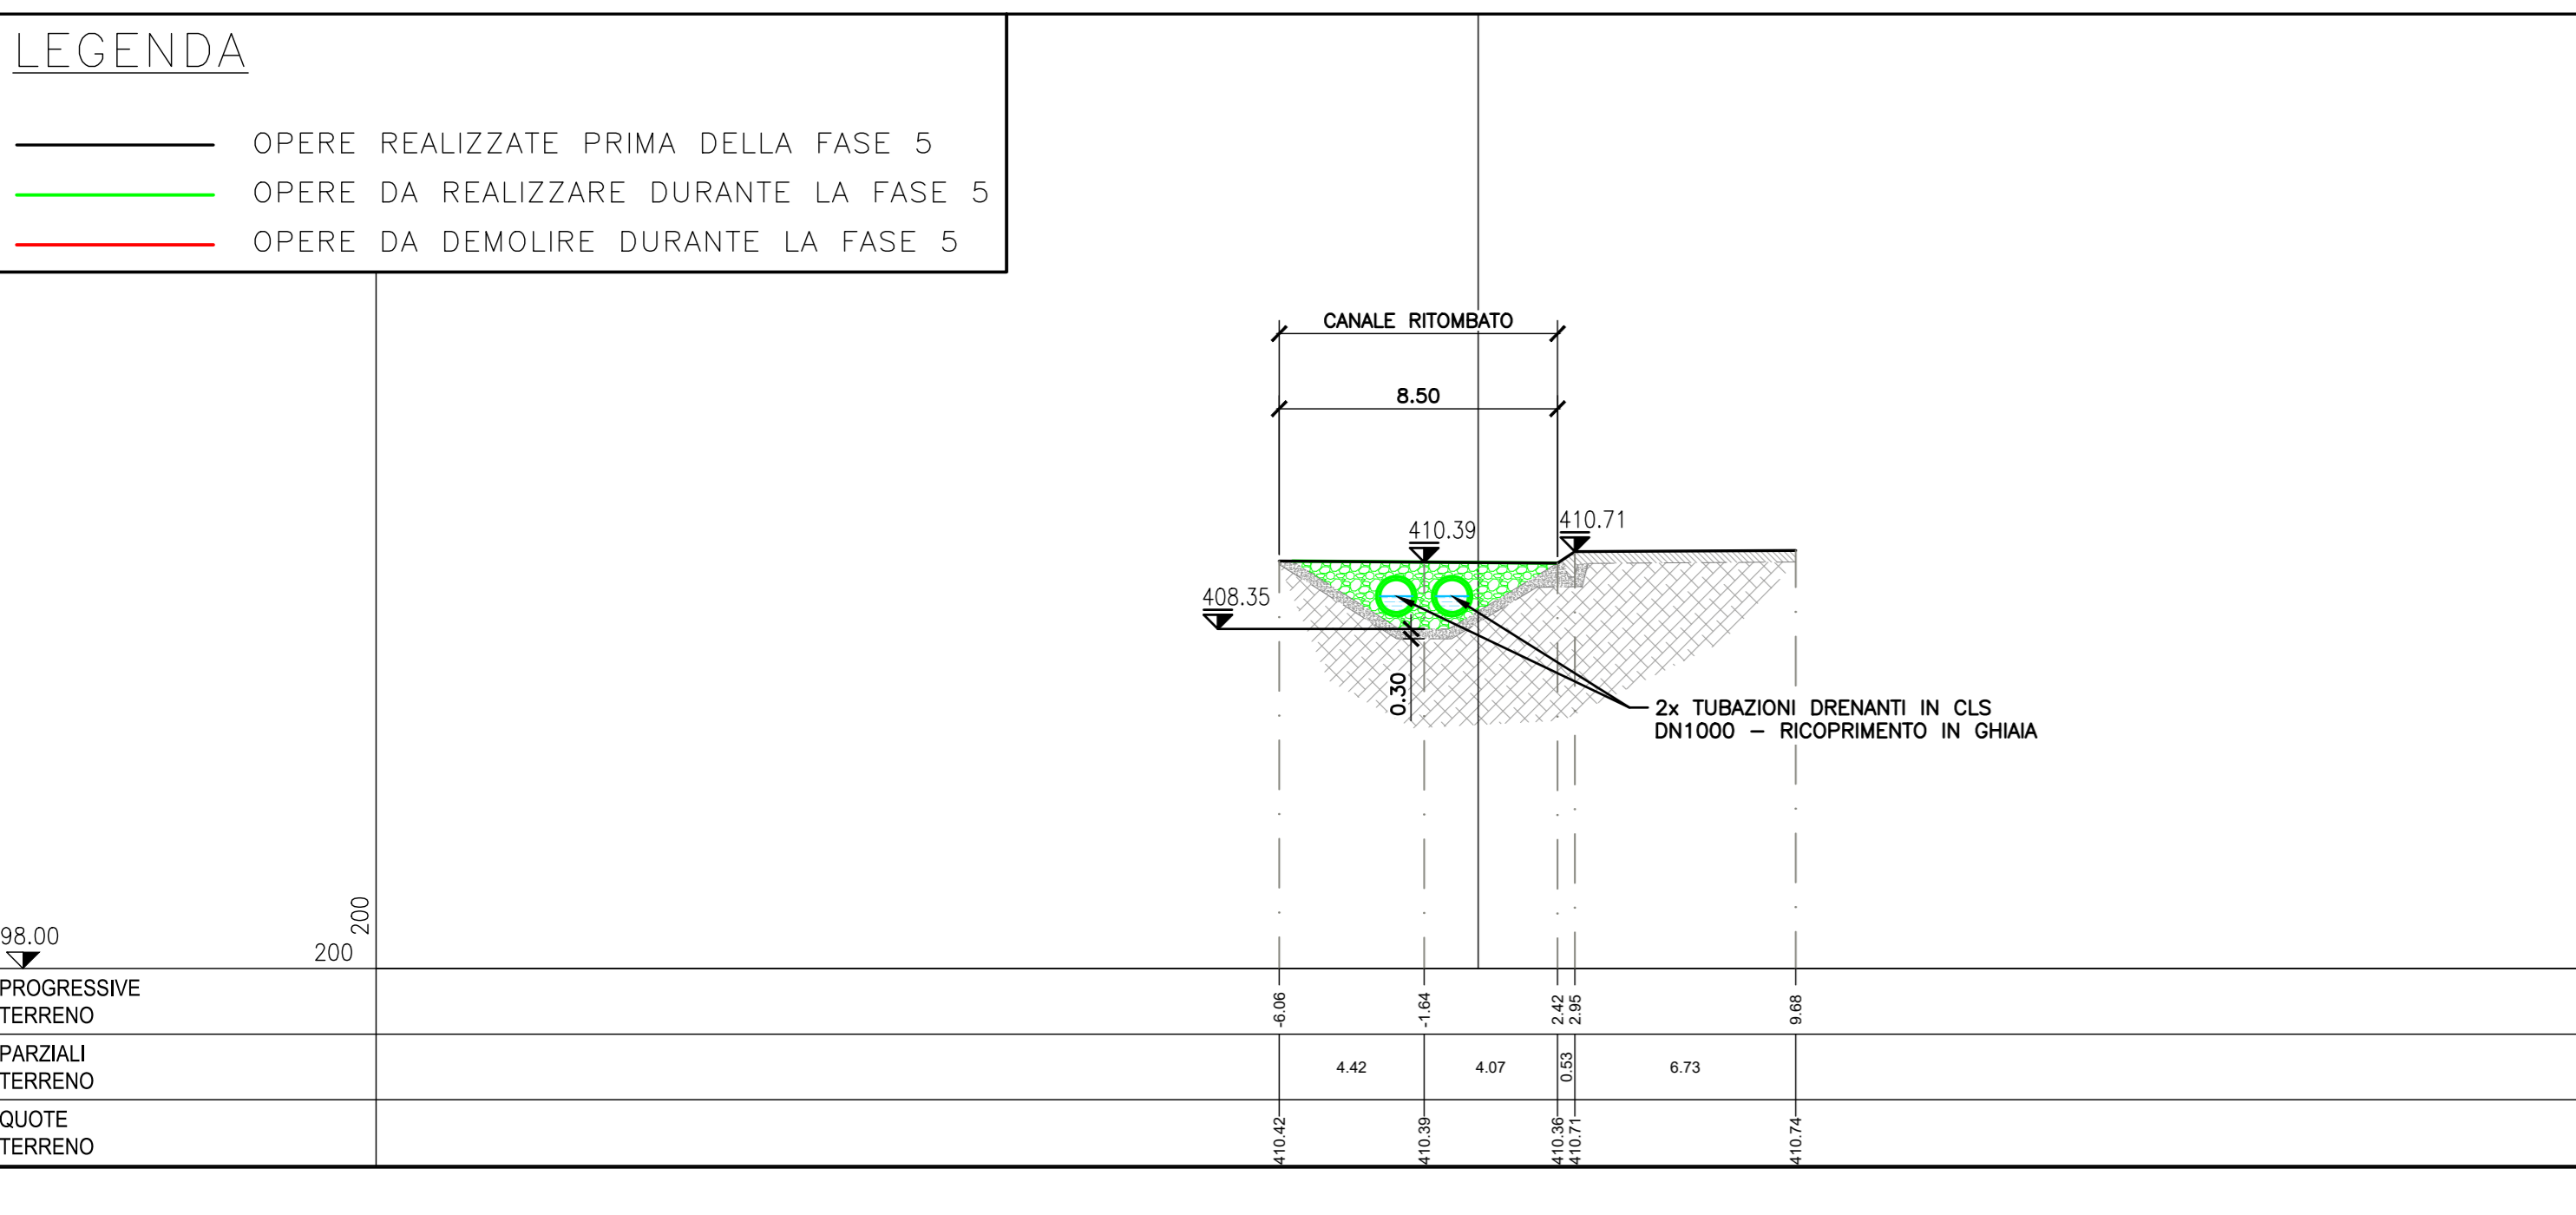 LEGENDA
OPERE REALIZZATE PRIMA DELLA FASE 5
OPERE DA REALIZZARE DURANTE LA FASE 5
OPERE DA DEMOLIRE DURANTE LA FASE 5
CANALE RITOMBATO
8.50
410.39
410.71
408.35
0.30
2x TUBAZIONI DRENANTI IN CLS
DN1000 – RICOPRIMENTO IN GHIAIA
98.00
200
200
PROGRESSIVE
TERRENO
-6.06
-1.64
2.42
2.95
9.68
PARZIALI
TERRENO
4.42
4.07
0.53
6.73
QUOTE
TERRENO
410.42
410.39
410.36
410.71
410.74